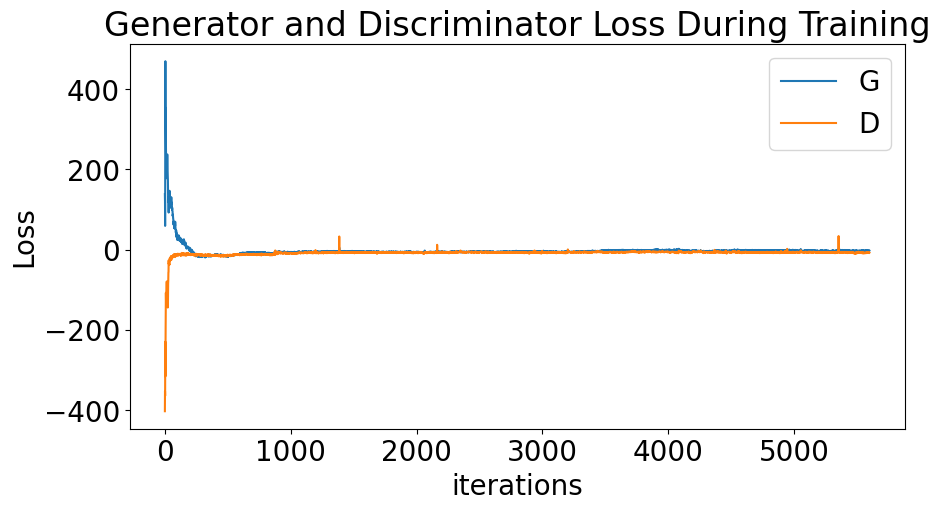 Generator and Discriminator Loss During Training
G
D
Loss
400
200
0
−200
−400
0 1000 2000 3000 4000 5000
iterations